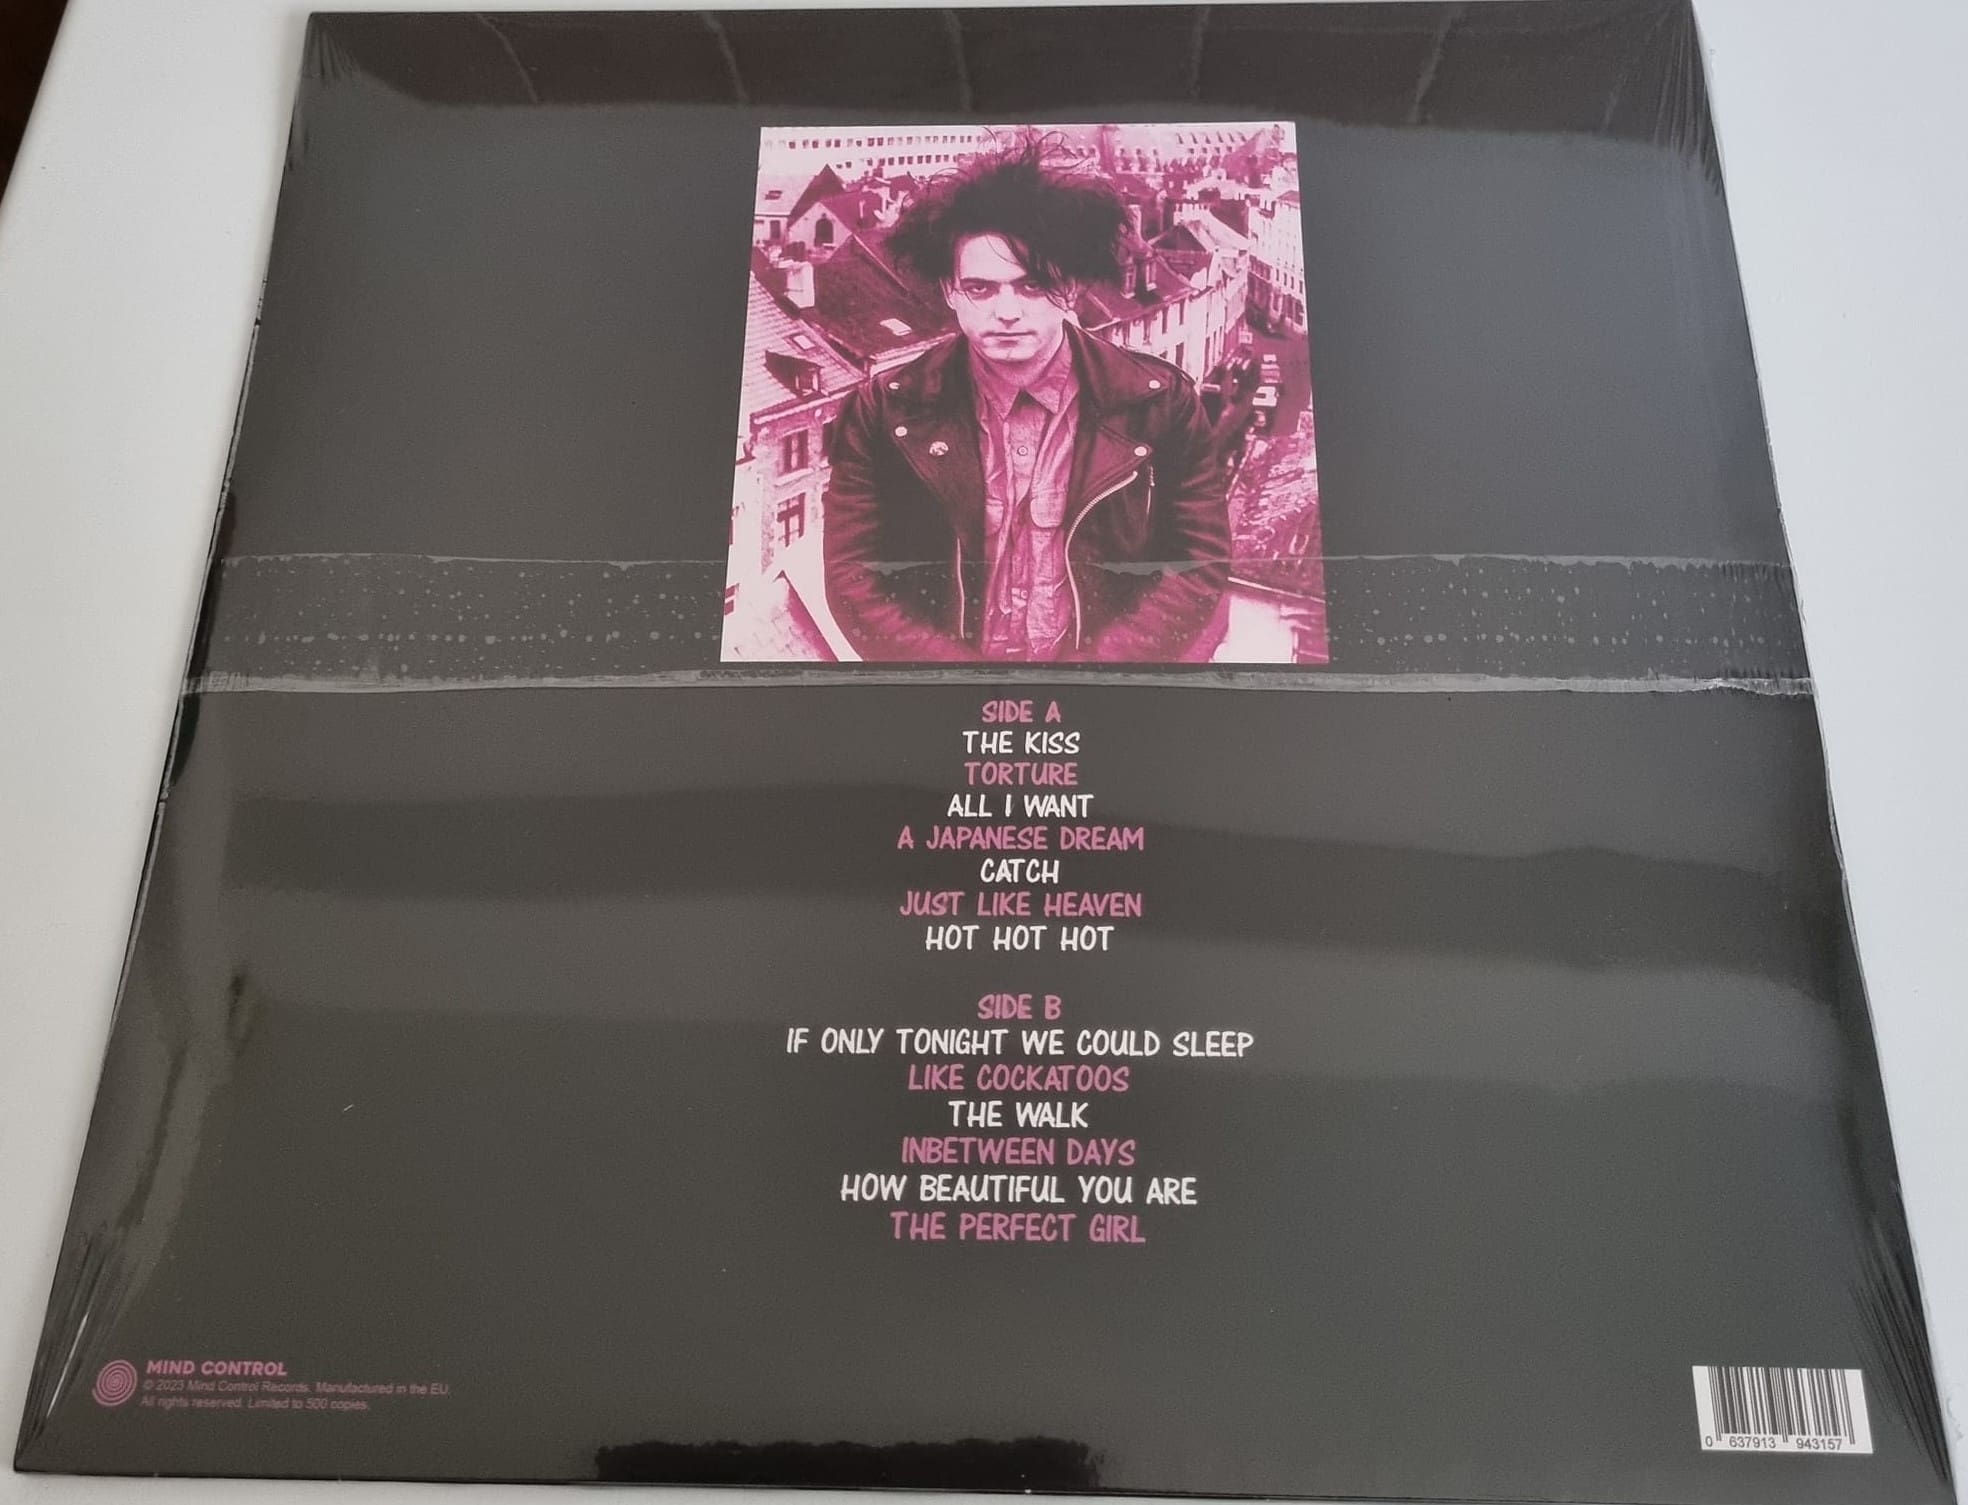 SIDE A
THE KISS
TORTURE
ALL I WANT
A JAPANESE DREAM
CATCH
JUST LIKE HEAVEN
HOT HOT HOT
SIDE B
IF ONLY TONIGHT WE COULD SLEEP
LIKE COCKATOOS
THE WALK
INBETWEEN DAYS
HOW BEAUTIFUL YOU ARE
THE PERFECT GIRL
MIND CONTROL
© 2023 Mind Control Records. Manufactured in the EU.
All rights reserved. Limited to 500 copies.
0 637913 943157